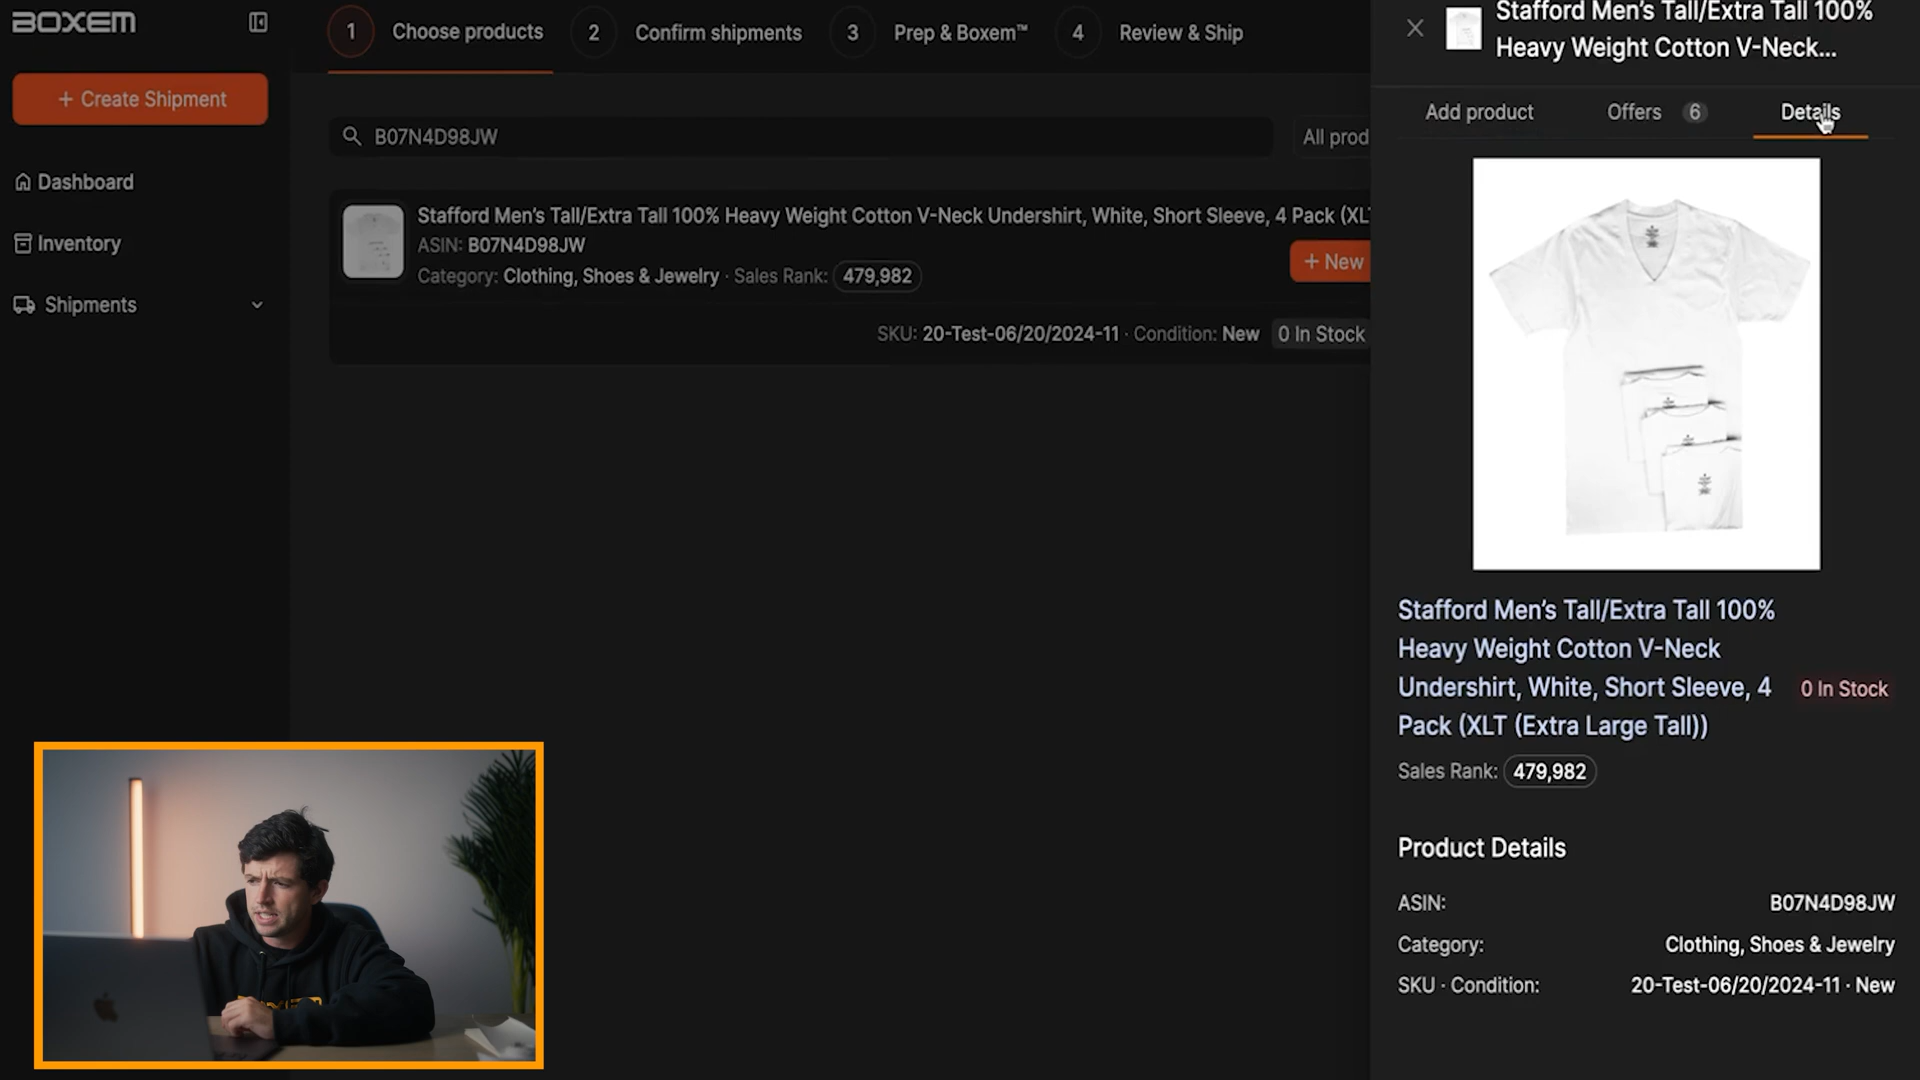 BOXEM
+ Create Shipment
Dashboard
Inventory
Shipments
1 Choose products
2 Confirm shipments
3 Prep & Boxem™
4 Review & Ship
B07N4D98JW
All prod
Stafford Men's Tall/Extra Tall 100% Heavy Weight Cotton V-Neck Undershirt, White, Short Sleeve, 4 Pack (XLT
ASIN: B07N4D98JW
Category: Clothing, Shoes & Jewelry · Sales Rank: 479,982
+ New
SKU: 20-Test-06/20/2024-11 · Condition: New 0 In Stock
Stafford Men's Tall/Extra Tall 100%
Heavy Weight Cotton V-Neck...
Add product Offers 6 Details
Stafford Men's Tall/Extra Tall 100%
Heavy Weight Cotton V-Neck
Undershirt, White, Short Sleeve, 4
Pack (XLT (Extra Large Tall))
0 In Stock
Sales Rank: 479,982
Product Details
ASIN: B07N4D98JW
Category: Clothing, Shoes & Jewelry
SKU · Condition: 20-Test-06/20/2024-11 · New